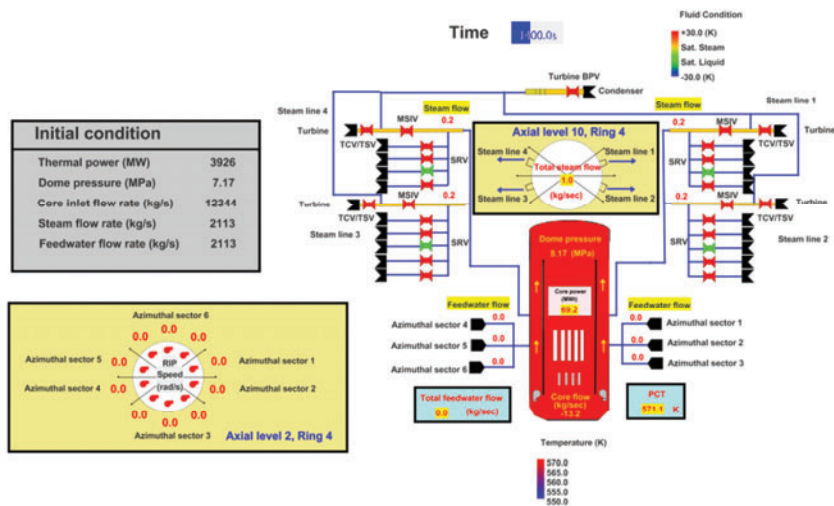 Fluid Condition
Time
1400.0s
+30.0 (K)
Sat. Steam
Sat. Liquid
-30.0 (K)
Turbine BPV
Condenser
Steam line 4
Steam flow
Steam flow
Steam line 1
MSIV
0.2
0.2
MSIV
Turbine
TCV/TSV
SRV
Turbine
TCV/TSV
SRV
Axial level 10, Ring 4
Steam line 4
Steam line 1
Total steam flow
1.0
(kg/sec)
Steam line 3
Steam line 2
Initial condition
Thermal power (MW) 3926
Dome pressure (MPa) 7.17
Core inlet flow rate (kg/s) 12344
Steam flow rate (kg/s) 2113
Feedwater flow rate (kg/s) 2113
MSIV
0.2
0.2
MSIV
Turbine
TCV/TSV
Steam line 3
SRV
Turbine
TCV/TSV
Steam line 2
SRV
Dome pressure
8.17 (MPa)
Core power
(MWt)
69.2
Core flow
(kg/sec)
-13.2
Feedwater flow
0.0
Azimuthal sector 4
0.0
Azimuthal sector 5
0.0
Azimuthal sector 6
Feedwater flow
0.0
Azimuthal sector 1
0.0
Azimuthal sector 2
0.0
Azimuthal sector 3
Total feedwater flow
0.0 (kg/sec)
PCT
571.1 K
Azimuthal sector 6
0.0 0.0 0.0
Azimuthal sector 5 0.0
0.0 Azimuthal sector 1
RIP
Speed
(rad/s)
Azimuthal sector 4 0.0
0.0 Azimuthal sector 2
0.0 0.0 0.0
Azimuthal sector 3
Axial level 2, Ring 4
Temperature (K)
570.0
565.0
560.0
555.0
550.0